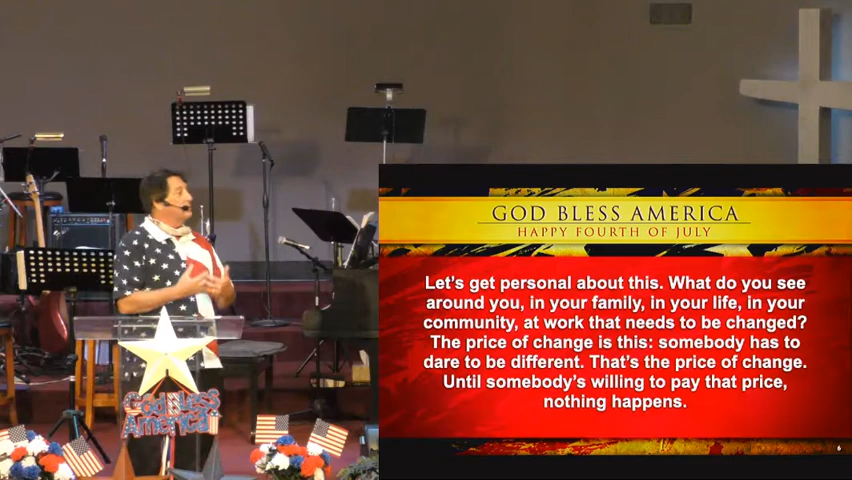 GOD BLESS AMERICA
HAPPY FOURTH OF JULY
Let's get personal about this. What do you see
around you, in your family, in your life, in your
community, at work that needs to be changed?
The price of change is this: somebody has to
dare to be different. That's the price of change.
Until somebody's willing to pay that price,
nothing happens.
6
God Bless
America